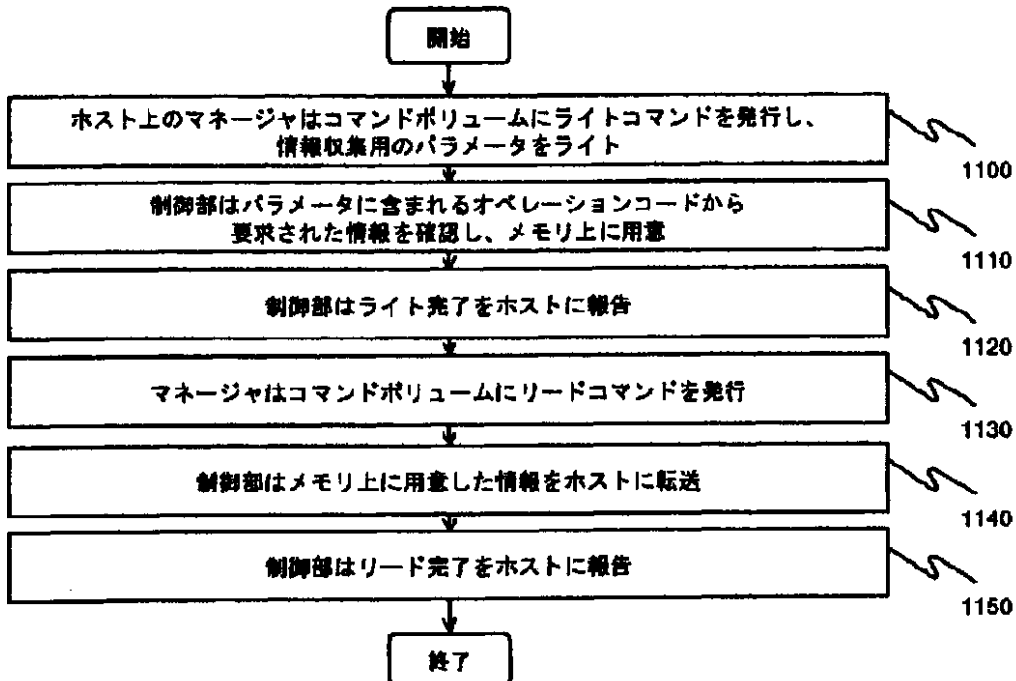 開始
ホスト上のマネージャはコマンドボリュームにライトコマンドを発行し、
情報収集用のパラメータをライト
1100
制御部はパラメータに含まれるオペレーションコードから
要求された情報を確認し、メモリ上に用意
1110
制御部はライト完了をホストに報告
1120
マネージャはコマンドボリュームにリードコマンドを発行
1130
制御部はメモリ上に用意した情報をホストに転送
1140
制御部はリード完了をホストに報告
1150
終了